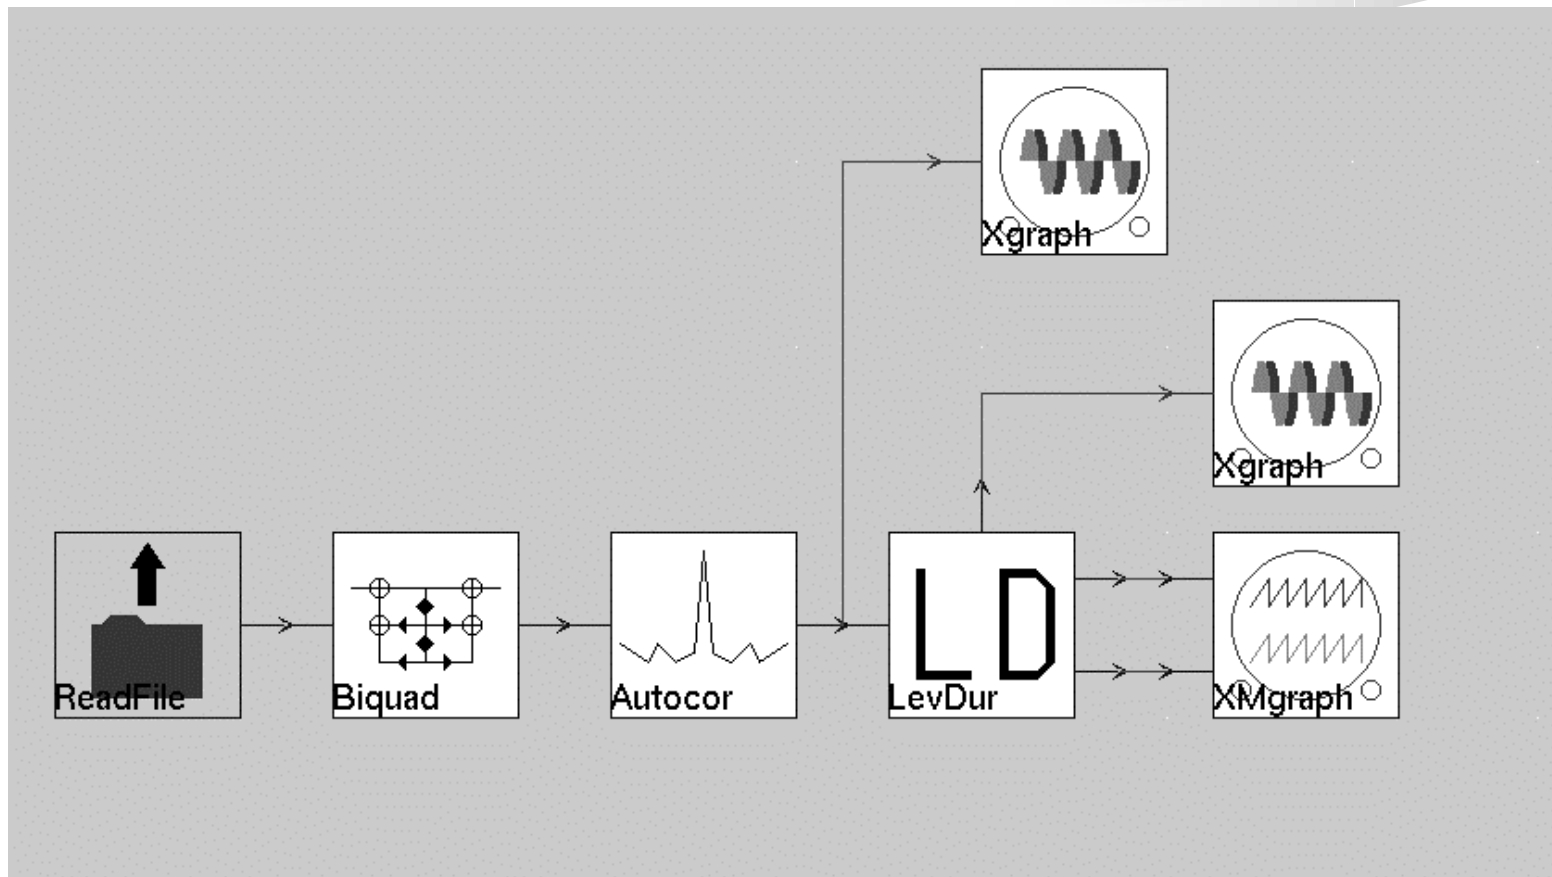 Xgraph
Xgraph
ReadFile
Biquad
Autocor
LD
LevDur
XMgraph